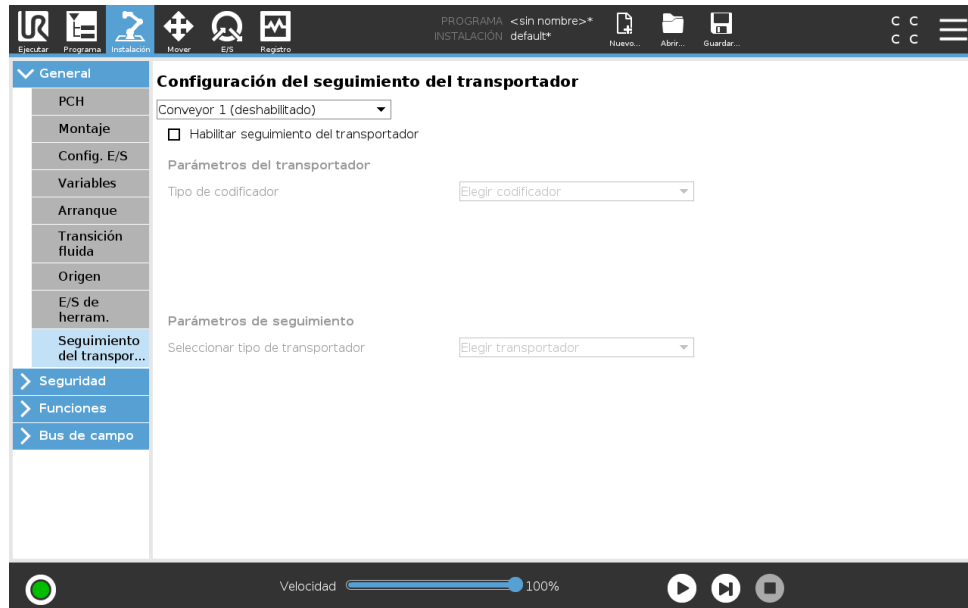 UR
Ejecutar
Programa
Instalación
Mover
E/S
Registro
PROGRAMA <sin nombre>*
INSTALACIÓN default*
Nuevo...
Abrir...
Guardar...
C C
C C
General
PCH
Montaje
Config. E/S
Variables
Arranque
Transición
fluida
Origen
E/S de
herram.
Seguimiento
del transpor...
Seguridad
Funciones
Bus de campo
Configuración del seguimiento del transportador
Conveyor 1 (deshabilitado)
Habilitar seguimiento del transportador
Parámetros del transportador
Tipo de codificador Elegir codificador
Parámetros de seguimiento
Seleccionar tipo de transportador Elegir transportador
Velocidad 100%